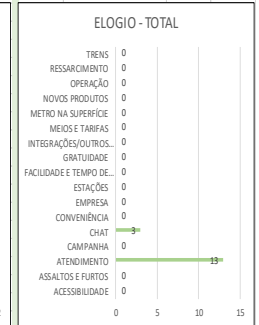 ELOGIO - TOTAL
TRENS 0
RESSARCIMENTO 0
OPERAÇÃO 0
NOVOS PRODUTOS 0
METRO NA SUPERFÍCIE 0
MEIOS E TARIFAS 0
INTEGRAÇÕES/OUTROS... 0
GRATUIDADE 0
FACILIDADE E TEMPO DE... 0
ESTAÇÕES 0
EMPRESA 0
CONVENIÊNCIA 0
CHAT 3
CAMPANHA 0
ATENDIMENTO 13
ASSALTOS E FURTOS 0
ACESSIBILIDADE 0
0 5 10 15